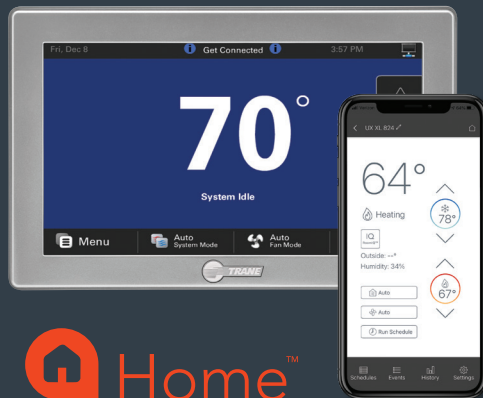 Fri, Dec 8
Get Connected
3:57 PM
70°
System Idle
Menu
Auto
System Mode
Auto
Fan Mode
TRANE
UX XL 824
64°
Heating
78°
iQ
Outside: --°
Humidity: 34%
67°
Auto
Auto
Run Schedule
Schedules
Events
History
Settings
Home™